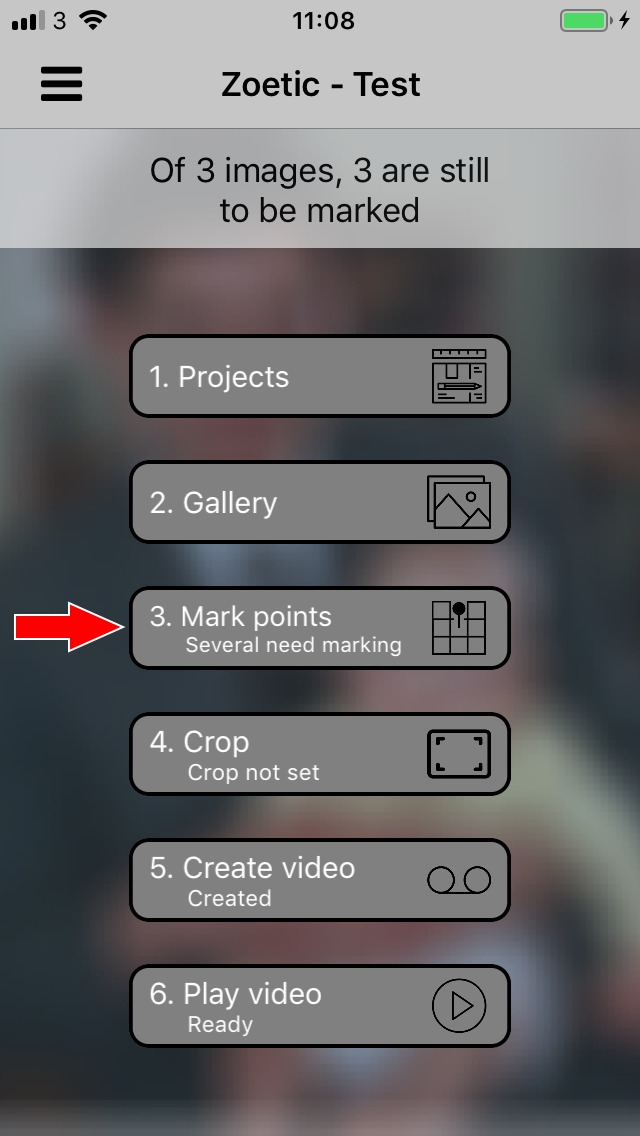 3
11:08
Zoetic - Test
Of 3 images, 3 are still
to be marked
1. Projects
2. Gallery
3. Mark points
Several need marking
4. Crop
Crop not set
5. Create video
Created
6. Play video
Ready